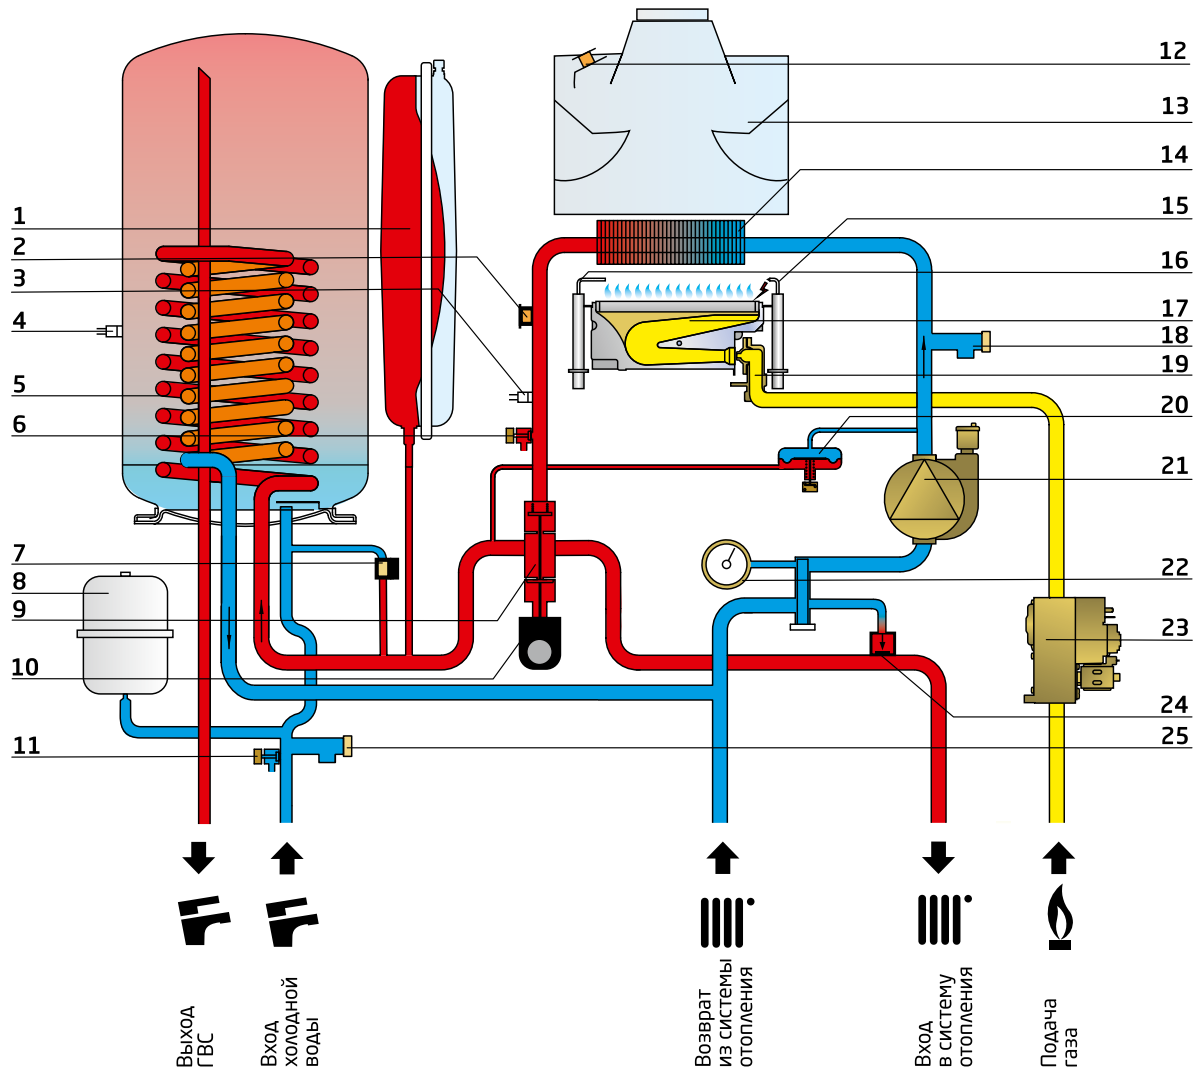 1
2
3
4
5
6
7
8
9
10
11
12
13
14
15
16
17
18
19
20
21
22
23
24
25
Выход
ГВС
Вход
холодной
воды
Возврат
из системы
отопления
Вход
в систему
отопления
Подача
газа